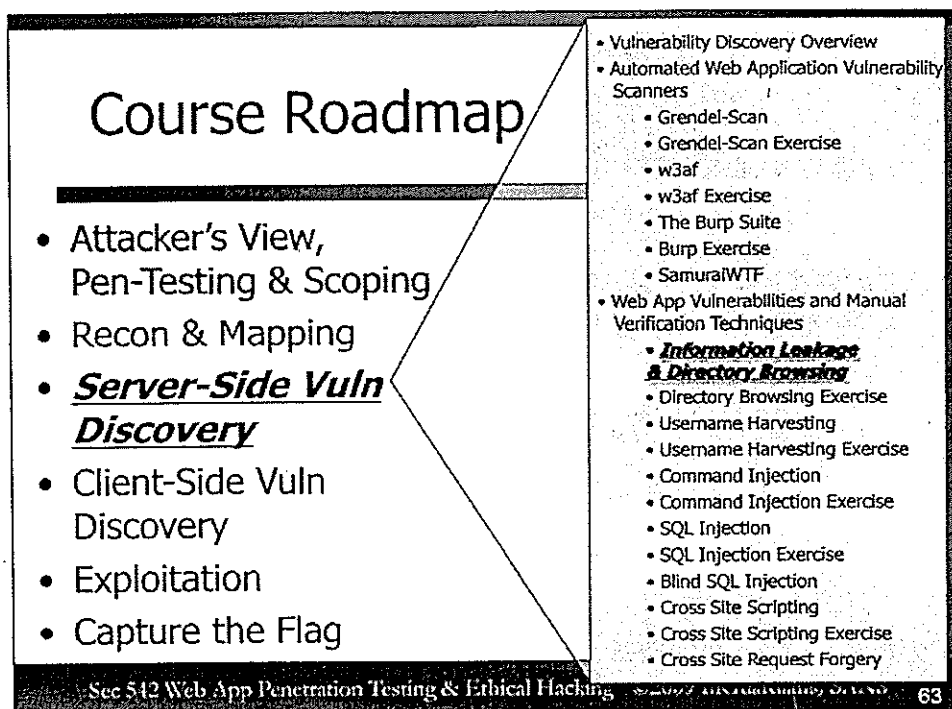 Course Roadmap
• Attacker's View,
Pen-Testing & Scoping
• Recon & Mapping
• Server-Side Vuln
Discovery
• Client-Side Vuln
Discovery
• Exploitation
• Capture the Flag
• Vulnerability Discovery Overview
• Automated Web Application Vulnerability
Scanners
• Grendel-Scan
• Grendel-Scan Exercise
• w3af
• w3af Exercise
• The Burp Suite
• Burp Exercise
• SamuraiWTF
• Web App Vulnerabilities and Manual
Verification Techniques
• Information Leakage
& Directory Browsing
• Directory Browsing Exercise
• Username Harvesting
• Username Harvesting Exercise
• Command Injection
• Command Injection Exercise
• SQL Injection
• SQL Injection Exercise
• Blind SQL Injection
• Cross Site Scripting
• Cross Site Scripting Exercise
• Cross Site Request Forgery
Sec 542 Web App Penetration Testing & Ethical Hacking
63